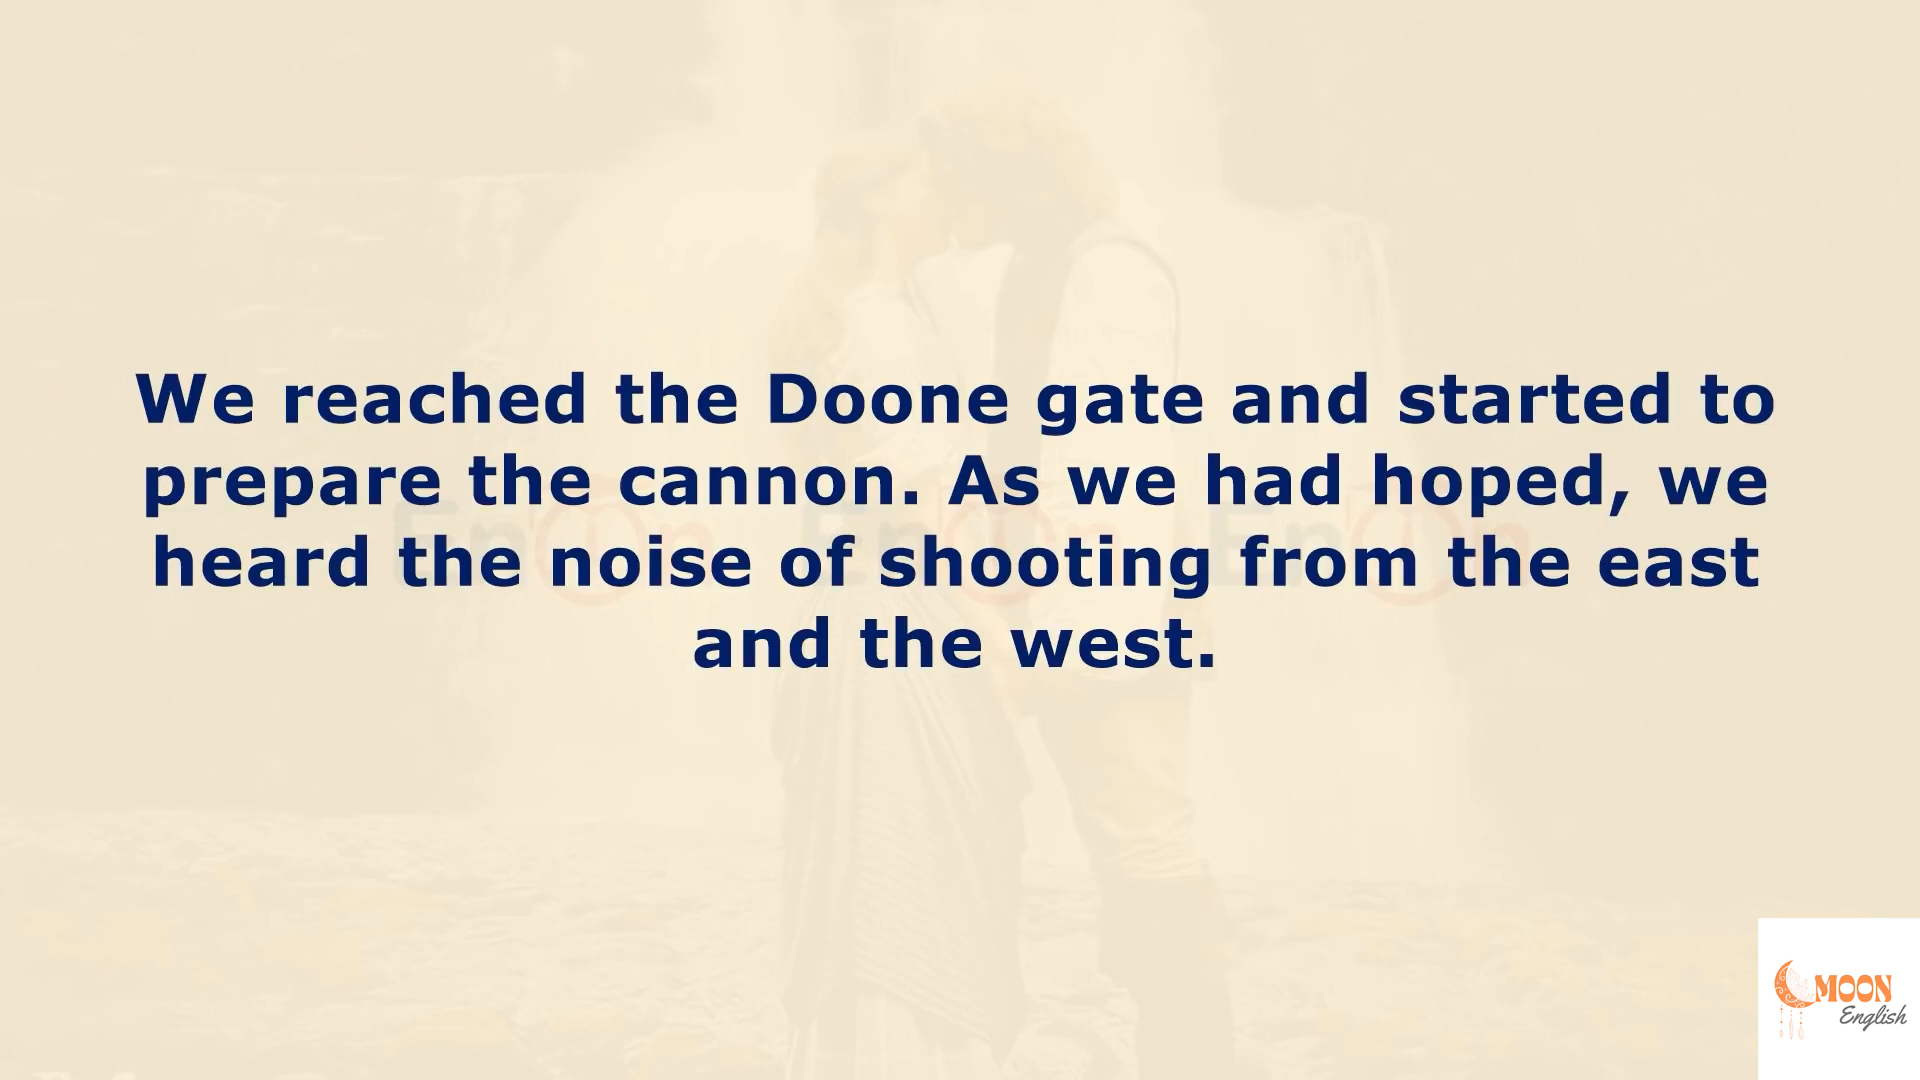 We reached the Doone gate and started to
prepare the cannon. As we had hoped, we
heard the noise of shooting from the east
and the west.
MOON
English